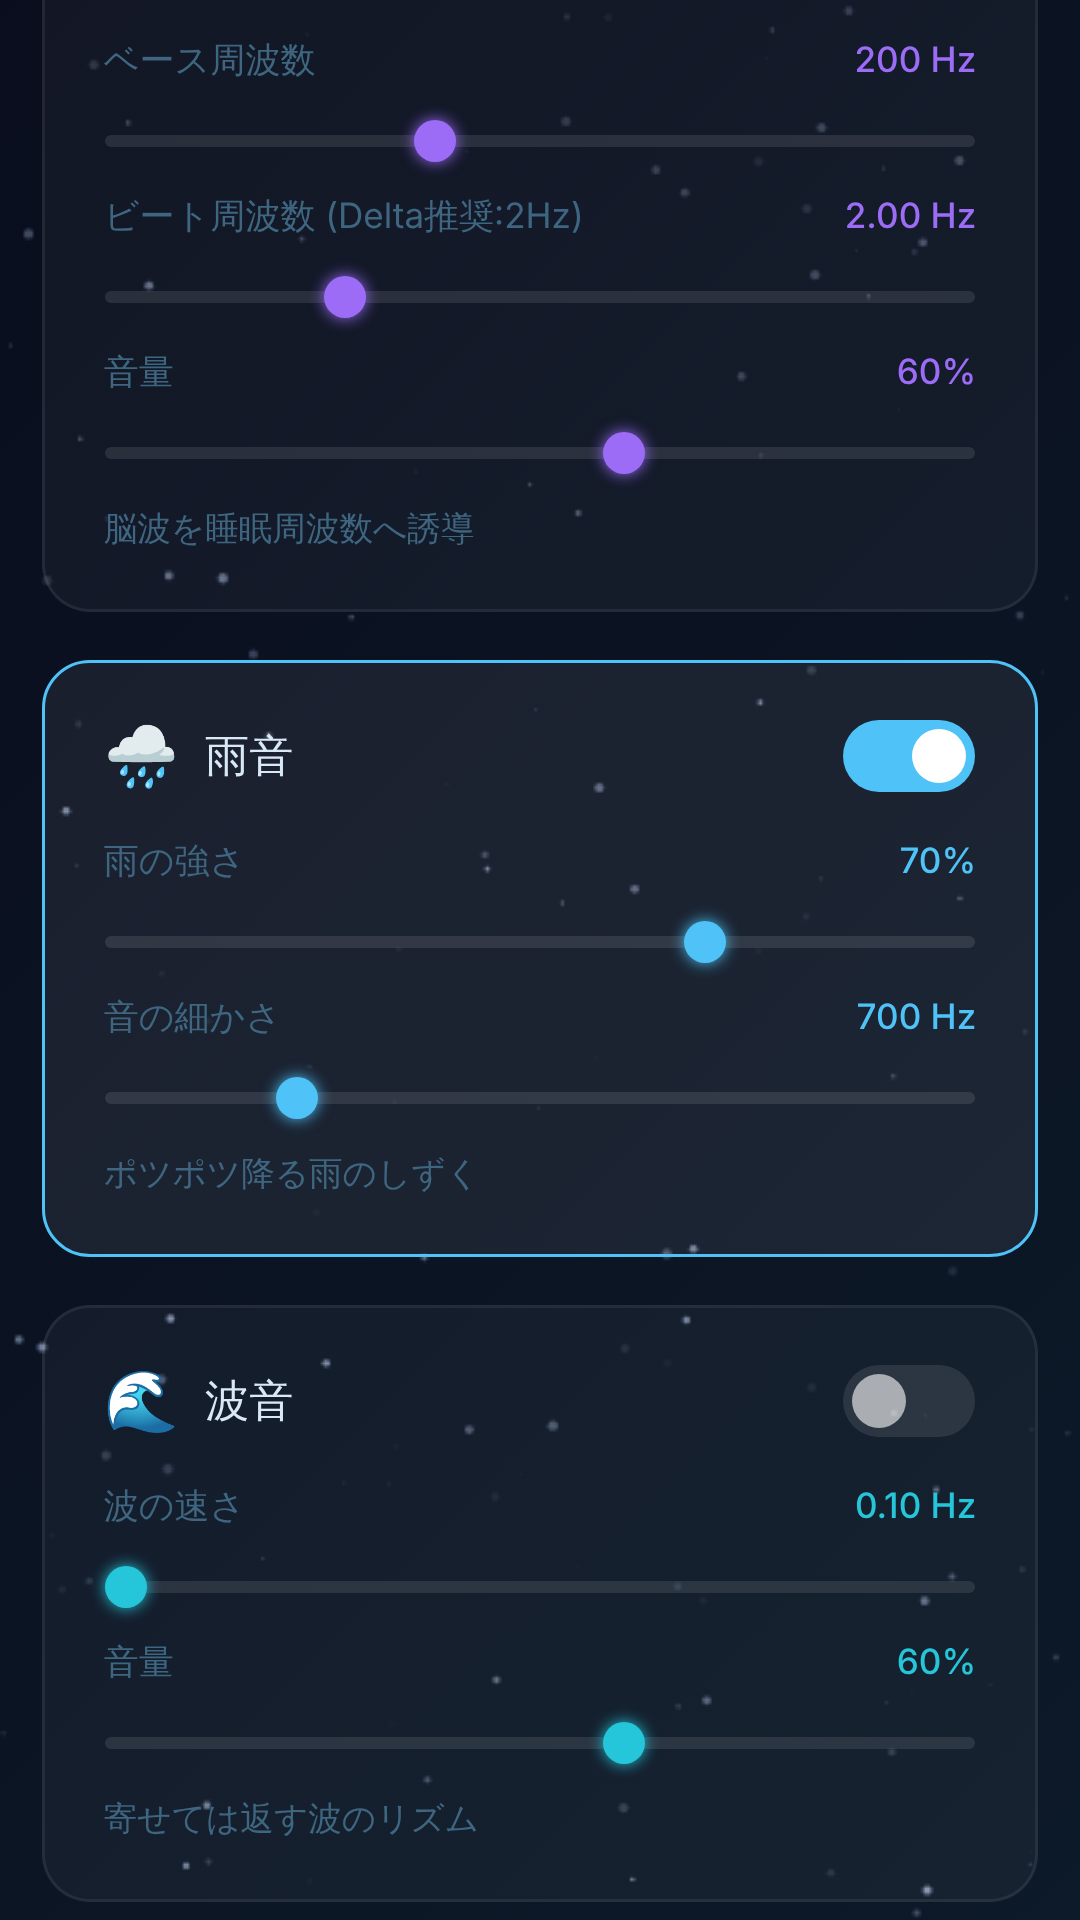 ベース周波数 200 Hz
ビート周波数 (Delta推奨:2Hz) 2.00 Hz
音量 60%
脳波を睡眠周波数へ誘導
雨音
雨の強さ 70%
音の細かさ 700 Hz
ポツポツ降る雨のしずく
波音
波の速さ 0.10 Hz
音量 60%
寄せては返す波のリズム